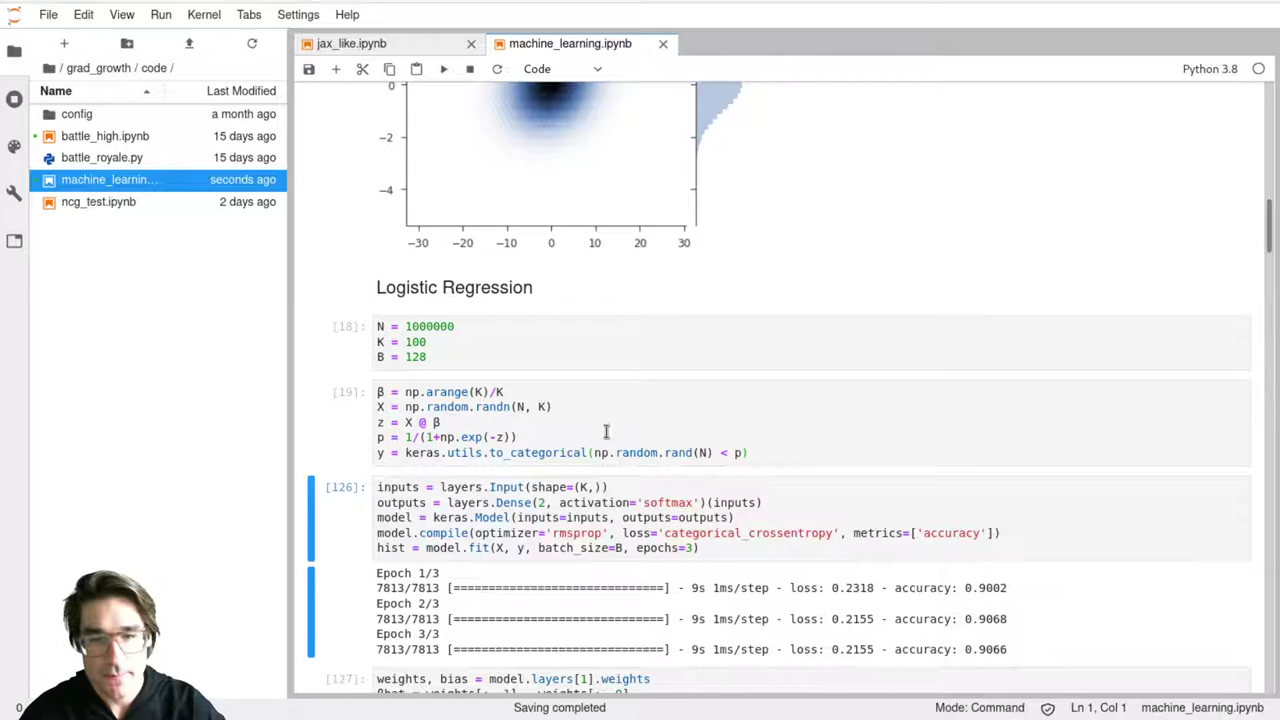 File Edit View Run Kernel Tabs Settings Help
jax_like.ipynb
machine_learning.ipynb
Code
Python 3.8
/ grad_growth / code /
Name Last Modified
config a month ago
battle_high.ipynb 15 days ago
battle_royale.py 15 days ago
machine_learnin... seconds ago
ncg_test.ipynb 2 days ago
0
−2
−4
−30 −20 −10 0 10 20 30
Logistic Regression
[18]: N = 1000000
K = 100
B = 128
[19]: β = np.arange(K)/K
X = np.random.randn(N, K)
z = X @ β
p = 1/(1+np.exp(-z))
y = keras.utils.to_categorical(np.random.rand(N) < p)
[126]: inputs = layers.Input(shape=(K,))
outputs = layers.Dense(2, activation='softmax')(inputs)
model = keras.Model(inputs=inputs, outputs=outputs)
model.compile(optimizer='rmsprop', loss='categorical_crossentropy', metrics=['accuracy'])
hist = model.fit(X, y, batch_size=B, epochs=3)
Epoch 1/3
7813/7813 [==============================] - 9s 1ms/step - loss: 0.2318 - accuracy: 0.9002
Epoch 2/3
7813/7813 [==============================] - 9s 1ms/step - loss: 0.2155 - accuracy: 0.9068
Epoch 3/3
7813/7813 [==============================] - 9s 1ms/step - loss: 0.2155 - accuracy: 0.9066
[127]: weights, bias = model.layers[1].weights
0 Saving completed Mode: Command Ln 1, Col 1 machine_learning.ipynb